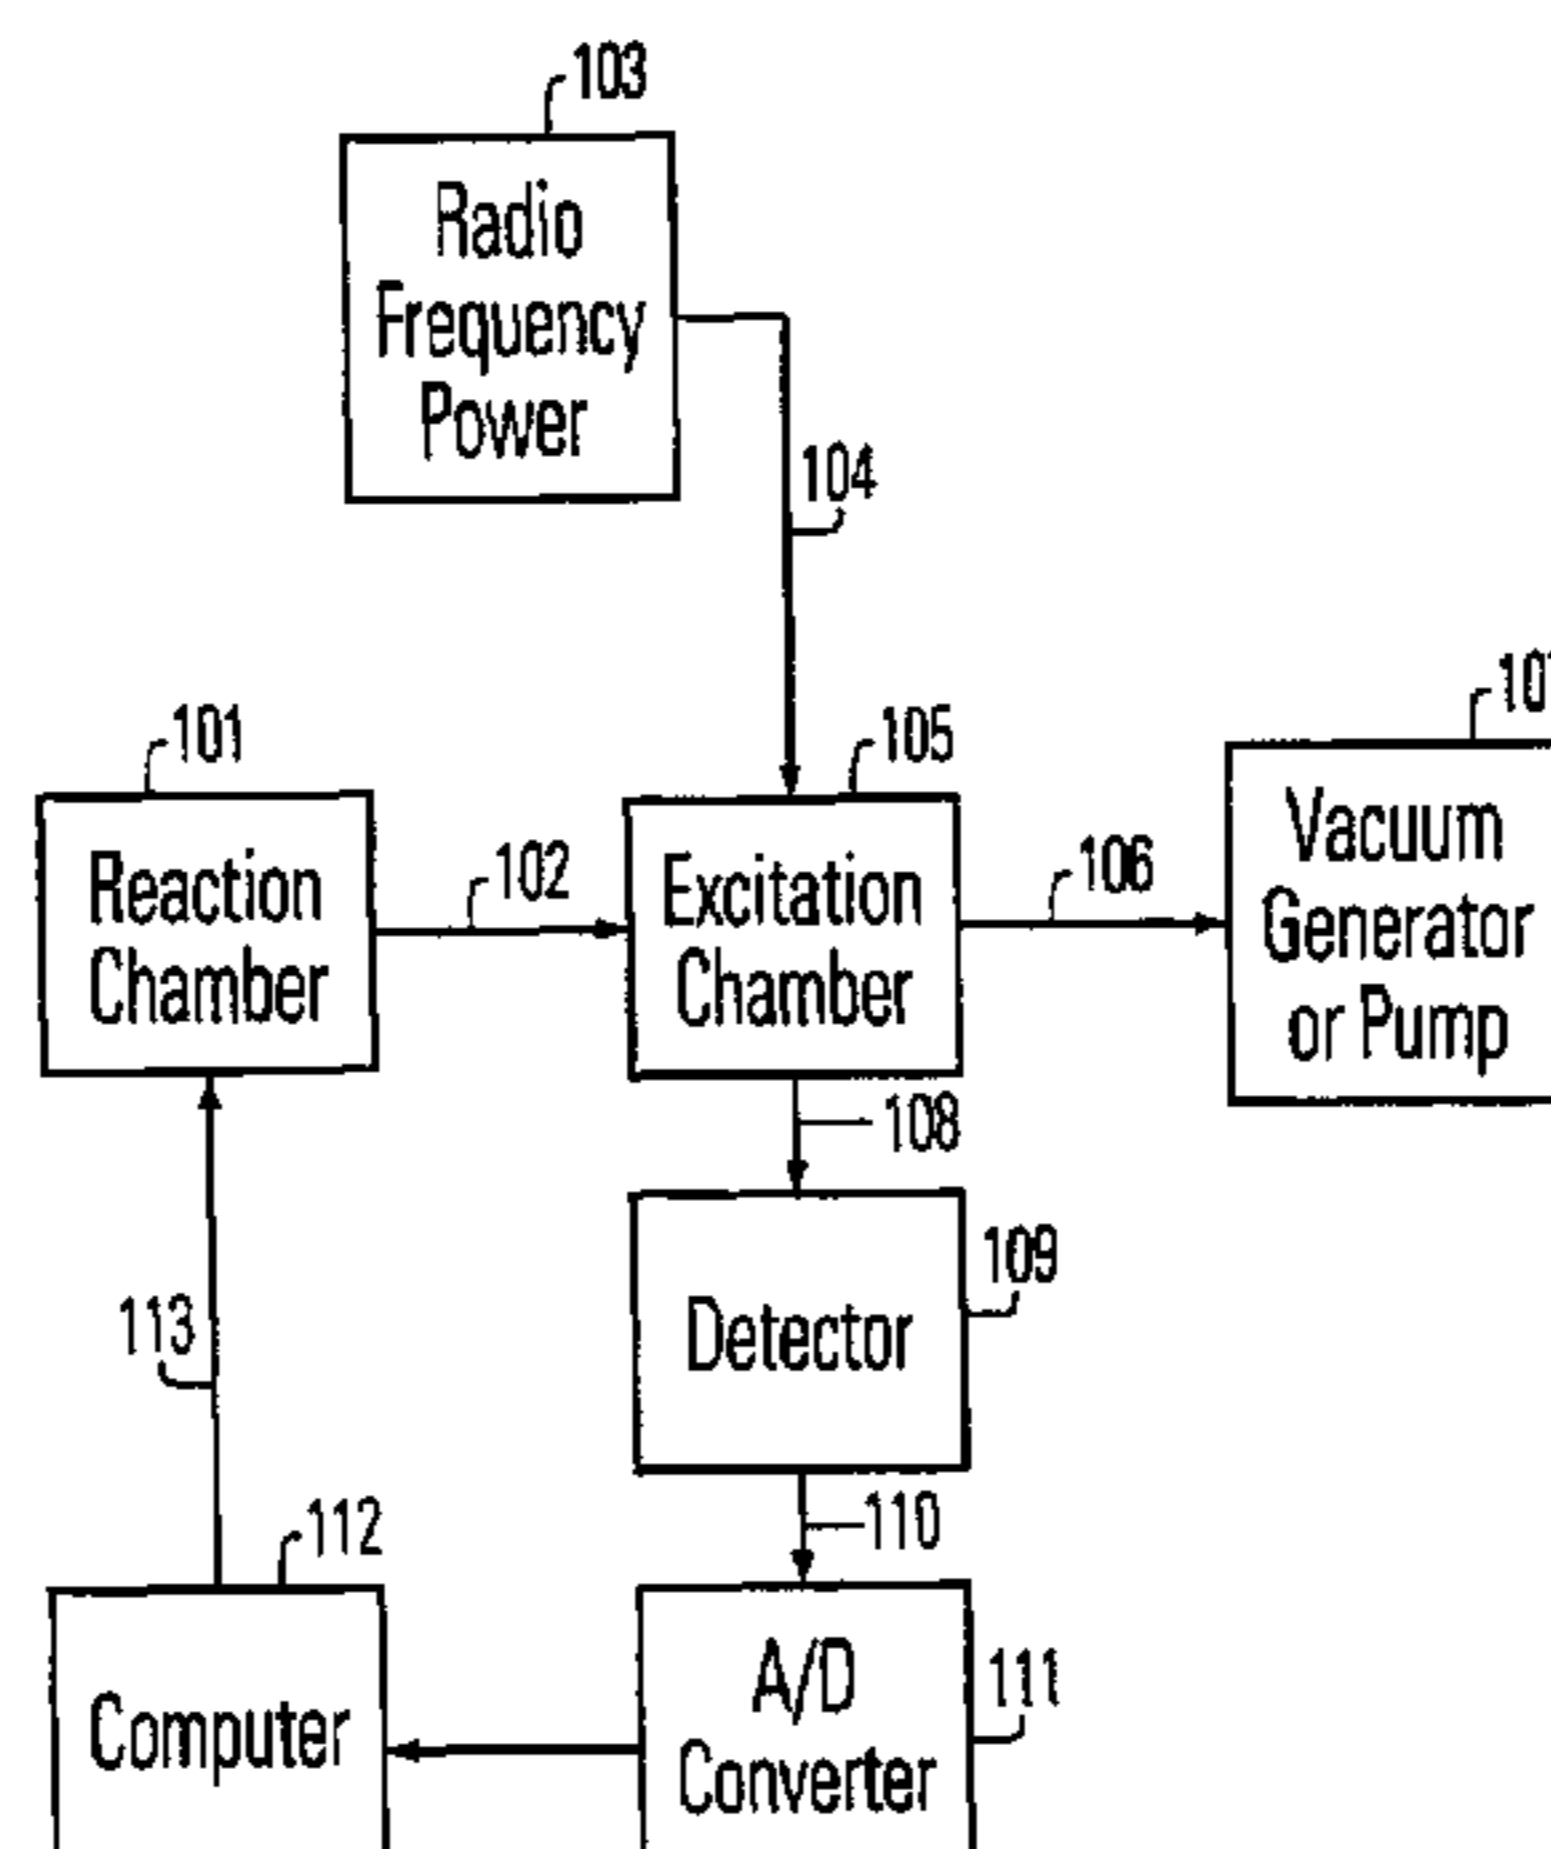 103
Radio
Frequency
Power
104
101
105
Reaction
Chamber
102
Excitation
Chamber
106
Vacuum
Generator
or Pump
108
109
Detector
113
110
112
Computer
A/D
Converter
111